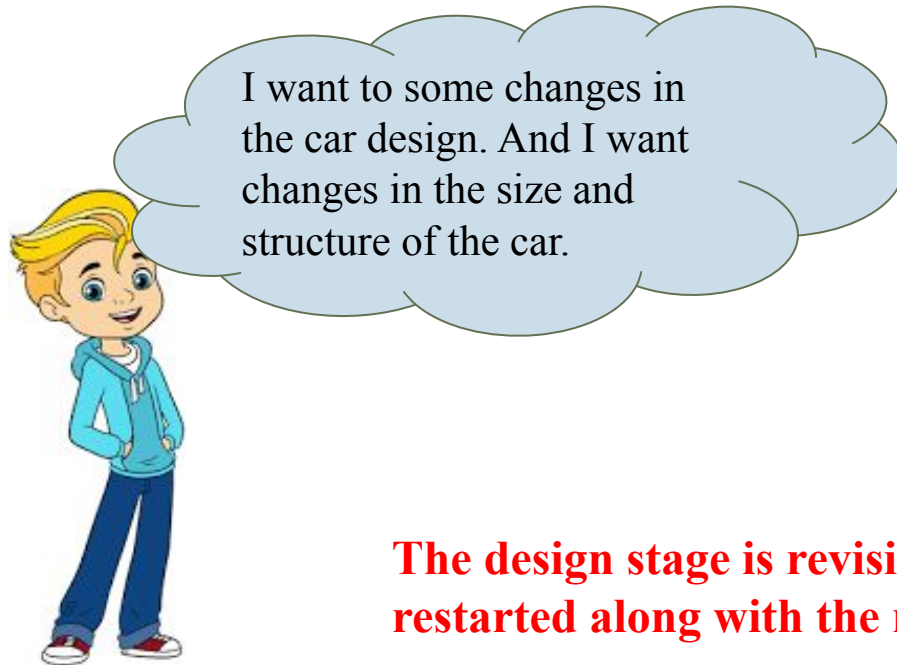 I want to some changes in
the car design. And I want
changes in the size and
structure of the car.
The design stage is
restarted along with the